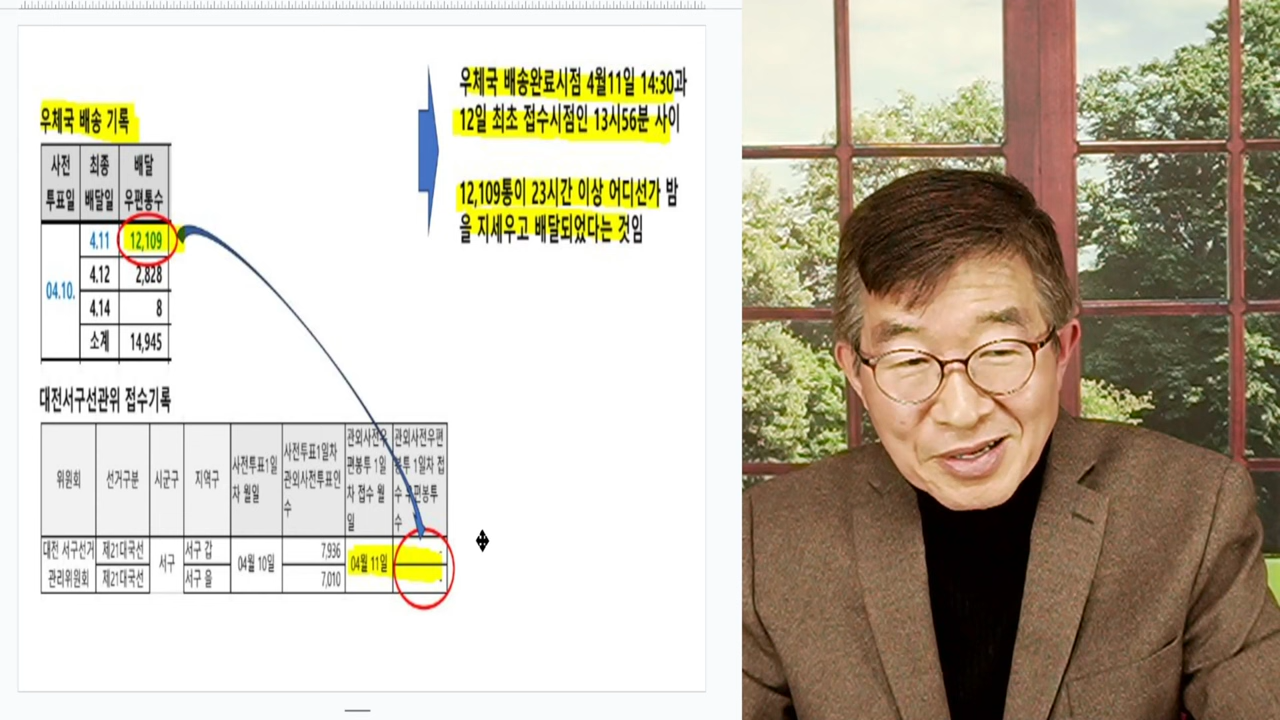 우체국 배송완료시점 4월11일 14:30과
12일 최초 접수시점인 13시56분 사이
12,109통이 23시간 이상 어디선가 밤
을 지세우고 배달되었다는 것임
우체국 배송 기록
사전 최종 배달
투표일 배달일 우편통수
4.11 12,109
04.10. 4.12 2,828
4.14 8
소계 14,945
대전서구선관위 접수기록
위원회 선거구분 시군구 지역구 사전투표1일차 월일 사전투표1일차 관외사전투표인수 관외사전우편봉투 1일차 접수 월일 관외사전우편봉투 1일차 접수 우편봉투수
대전 서구선거 제21대국선 서구 서구 갑 04월 10일 7,936 04월 11일 -
관리위원회 제21대국선 서구 을 7,010 -